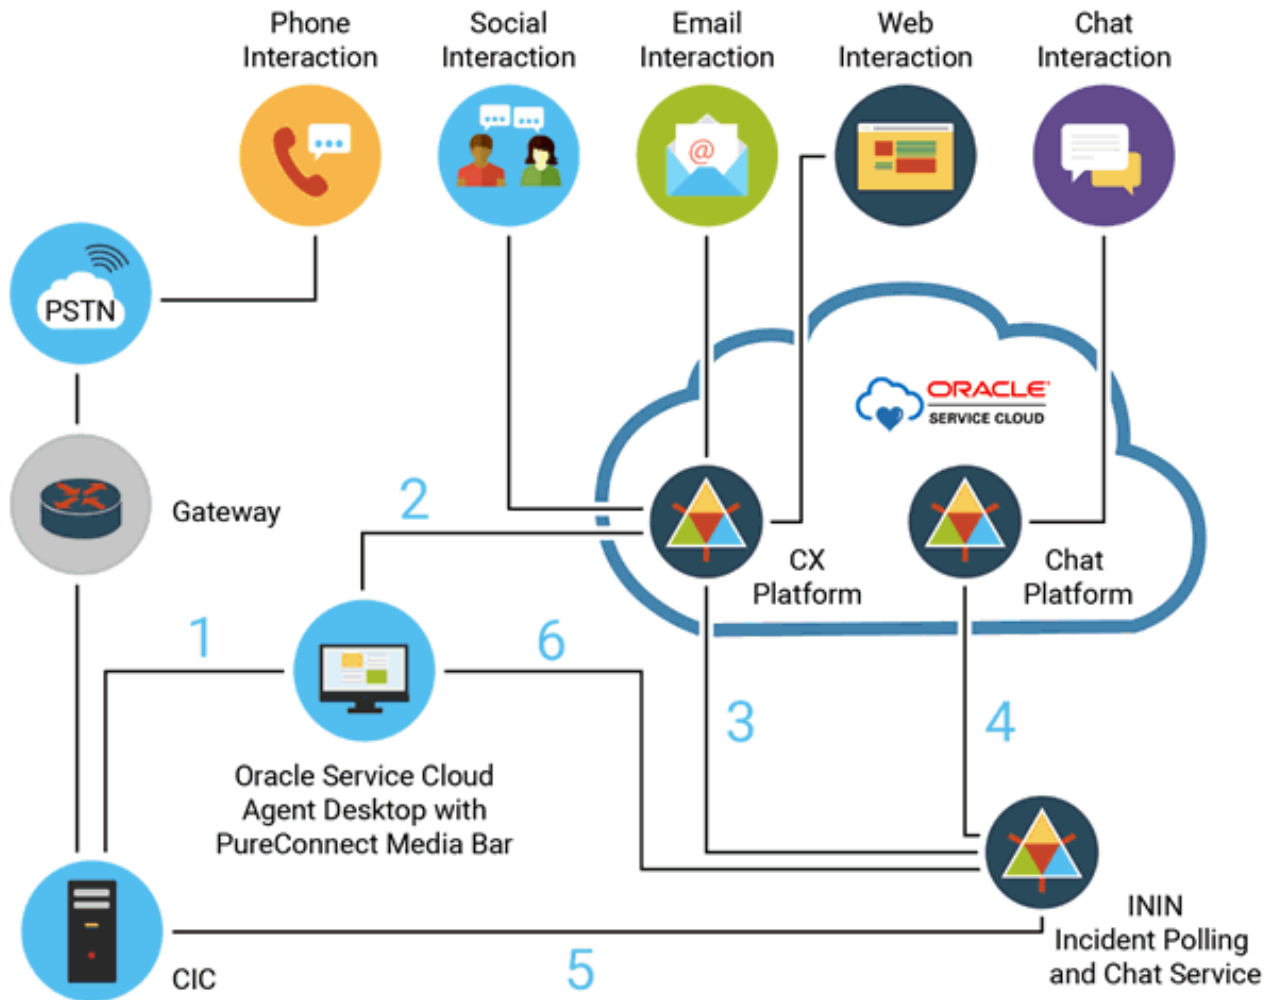 Phone
Interaction
Social
Interaction
Email
Interaction
Web
Interaction
Chat
Interaction
@
PSTN
ORACLE
SERVICE CLOUD
Gateway
2
CX
Platform
Chat
Platform
1
6
3
4
Oracle Service Cloud
Agent Desktop with
PureConnect Media Bar
ININ
Incident Polling
and Chat Service
CIC
5